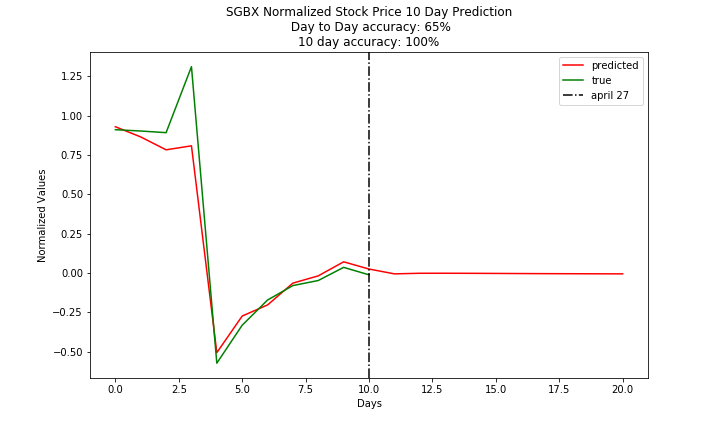 SGBX Normalized Stock Price 10 Day Prediction
Day to Day accuracy: 65%
10 day accuracy: 100%
predicted
true
april 27
Normalized Values
1.25
1.00
0.75
0.50
0.25
0.00
−0.25
−0.50
0.0 2.5 5.0 7.5 10.0 12.5 15.0 17.5 20.0
Days